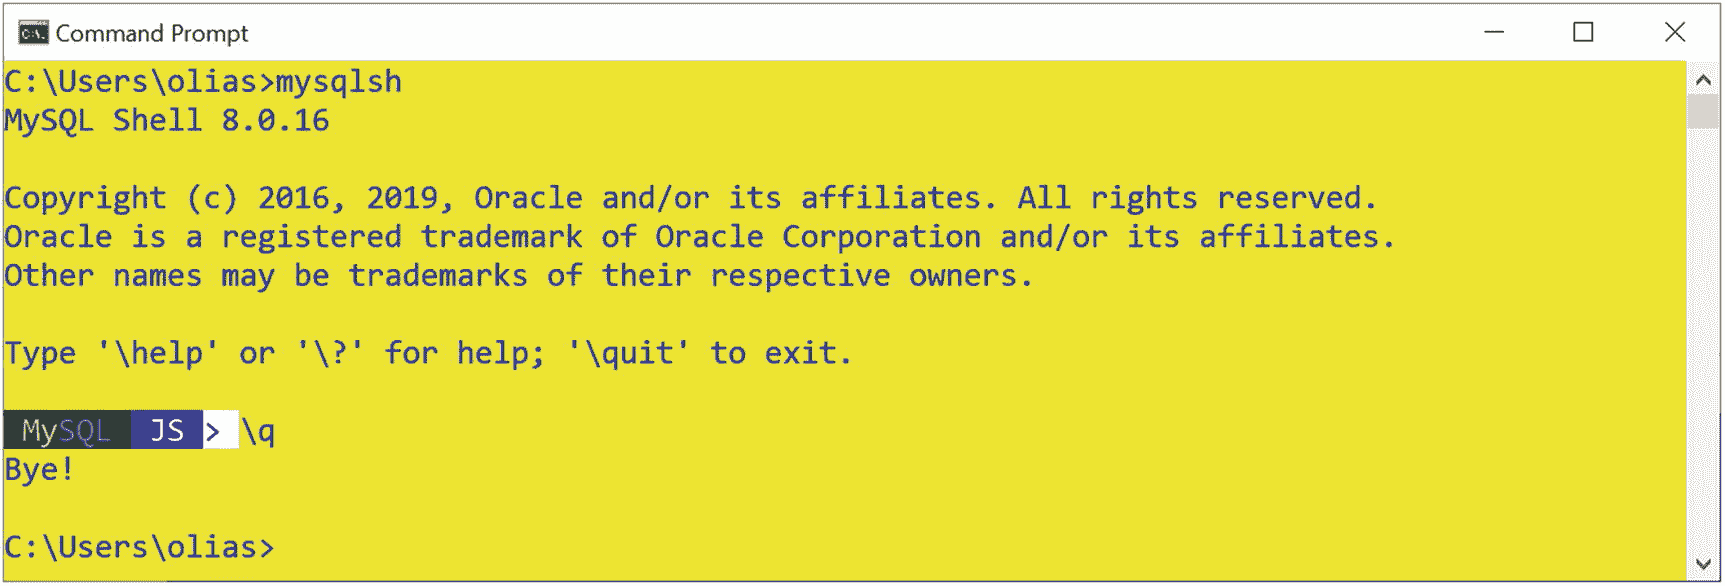 Command Prompt
C:\Users\olias>mysqlsh
MySQL Shell 8.0.16
Copyright (c) 2016, 2019, Oracle and/or its affiliates. All rights reserved.
Oracle is a registered trademark of Oracle Corporation and/or its affiliates.
Other names may be trademarks of their respective owners.
Type '\help' or '\?' for help; '\quit' to exit.
MySQL JS > \q
Bye!
C:\Users\olias>